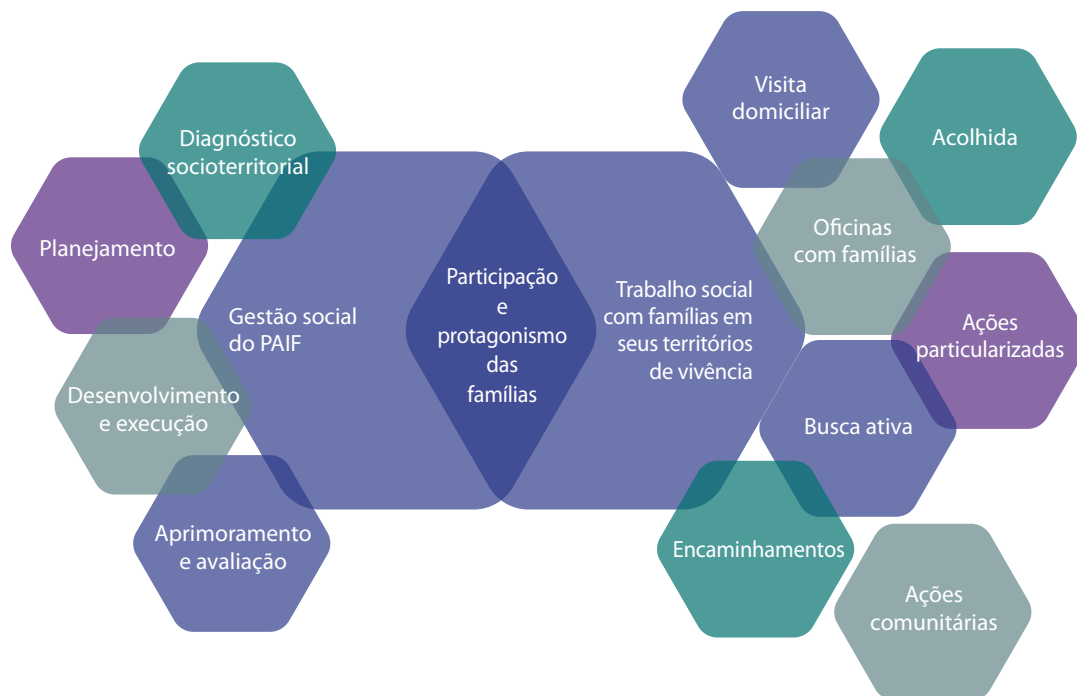 Diagnóstico
socioterritorial
Planejamento
Desenvolvimento
e execução
Aprimoramento
e avaliação
Gestão social
do PAIF
Participação
e
protagonismo
das
famílias
Trabalho social
com famílias em
seus territórios
de vivência
Visita
domiciliar
Acolhida
Oficinas
com famílias
Ações
particularizadas
Busca ativa
Encaminhamentos
Ações
comunitárias